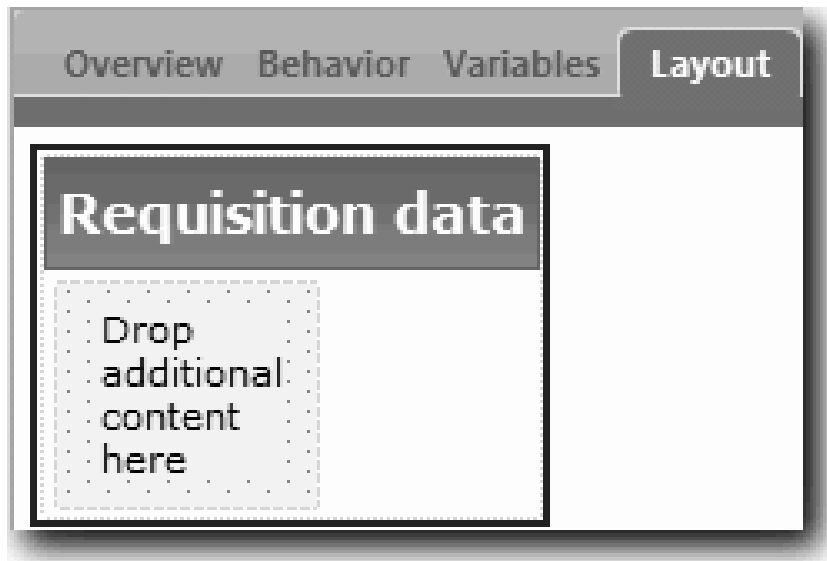 Overview Behavior Variables Layout
Requisition data
Drop
additional
content
here